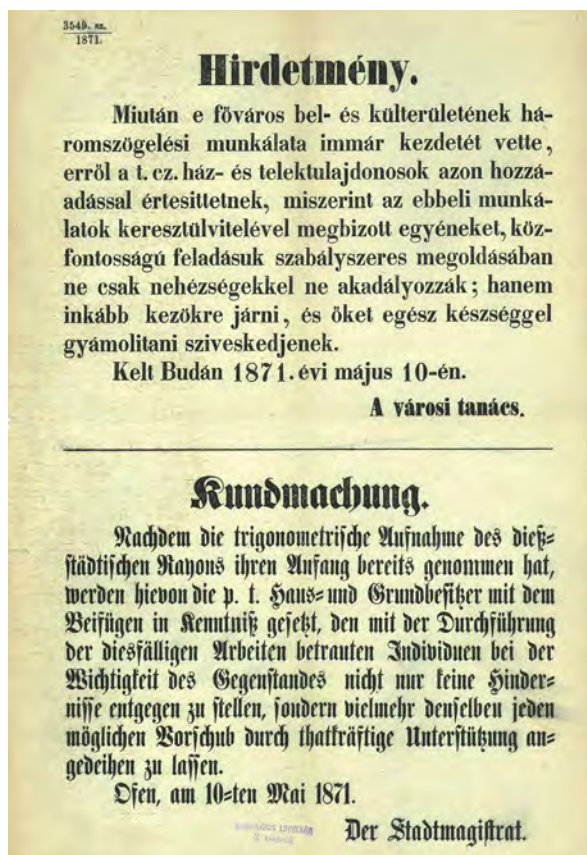 3549. sz.
1871.
Hirdetmény.
Miután e főváros bel- és külterületének há-
romszögelési munkálata immár kezdetét vette,
erről a t. cz. ház- és telektulajdonosok azon hozzá-
adással értesittetnek, miszerint az ebbeli munká-
latok keresztülvitelével megbizott egyéneket, köz-
fontosságú feladásuk szabályszeres megoldásában
ne csak nehézségekkel ne akadályozzák; hanem
inkább kezökre járni, és őket egész készséggel
gyámolitani sziveskedjenek.
Kelt Budán 1871. évi május 10-én.
A városi tanács.
Kundmachung.
Nachdem die trigonometrische Aufnahme des dieß-
städtischen Rayons ihren Anfang bereits genommen hat,
werden hievon die p. t. Haus- und Grundbesitzer mit dem
Beifügen in Kenntniß gesetzt, den mit der Durchführung
der diesfälligen Arbeiten betrauten Individuen bei der
Wichtigkeit des Gegenstandes nicht nur keine Hinder-
nisse entgegen zu stellen, sondern vielmehr denselben jeden
möglichen Vorschub durch thatkräftige Unterstützung an-
gedeihen zu lassen.
Ofen, am 10-ten Mai 1871.
Der Stadtmagistrat.